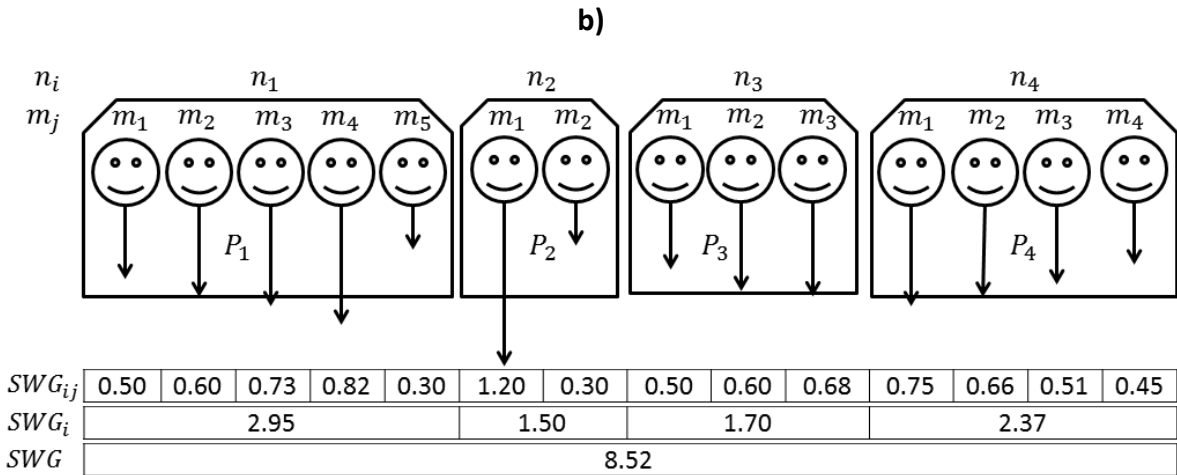 b)
n_i n_1 n_2 n_3 n_4
m_j m_1 m_2 m_3 m_4 m_5 m_1 m_2 m_1 m_2 m_3 m_1 m_2 m_3 m_4
P_1 P_2 P_3 P_4
SWG_ij 0.50 0.60 0.73 0.82 0.30 1.20 0.30 0.50 0.60 0.68 0.75 0.66 0.51 0.45
SWG_i 2.95 1.50 1.70 2.37
SWG 8.52